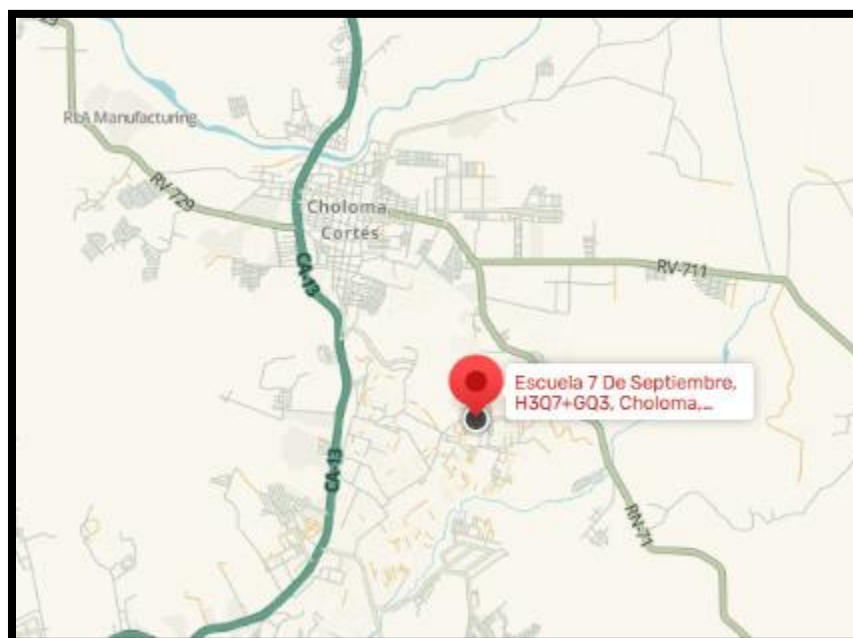 RLA Manufacturing
RV-729
Choloma,
Cortés
CA-13
RV-711
Escuela 7 De Septiembre,
H3Q7+GQ3, Choloma,...
CA-13
RN-71